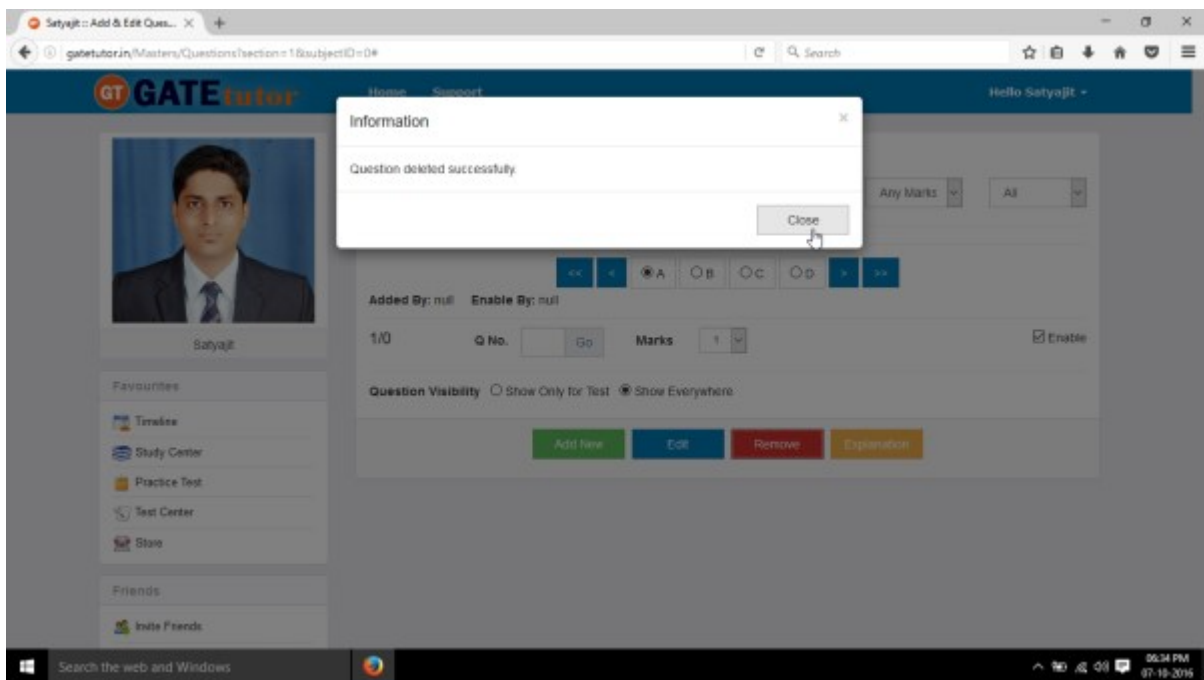 Satyajit :: Add & Edit Ques...
gatetutor.in/Masters/Questions?section=1&subjectID=0#
Search
GT GATEtutor
Home Support
Hello Satyajit
Information
×
Question deleted successfully.
Close
Any Marks
All
<< < A B C D > >>
Added By: null Enable By: null
1/0 Q No. Go Marks 1 Enable
Question Visibility Show Only for Test Show Everywhere
Add New Edit Remove Explanation
Satyajit
Favourites
Timeline
Study Center
Practice Test
Test Center
Store
Friends
Invite Friends
Search the web and Windows
06:34 PM
07-10-2016